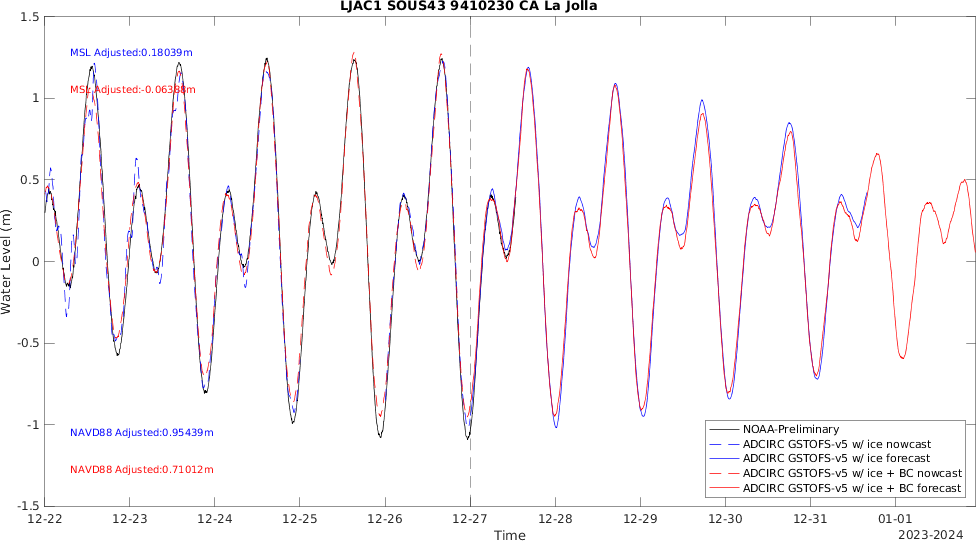 LJAC1 SOUS43 9410230 CA La Jolla
1.5
1
0.5
0
-0.5
-1
-1.5
Water Level (m)
MSL Adjusted:0.18039m
MSL Adjusted:-0.06388m
NAVD88 Adjusted:0.95439m
NAVD88 Adjusted:0.71012m
NOAA-Preliminary
ADCIRC GSTOFS-v5 w/ ice nowcast
ADCIRC GSTOFS-v5 w/ ice forecast
ADCIRC GSTOFS-v5 w/ ice + BC nowcast
ADCIRC GSTOFS-v5 w/ ice + BC forecast
12-22 12-23 12-24 12-25 12-26 12-27 12-28 12-29 12-30 12-31 01-01
Time
2023-2024